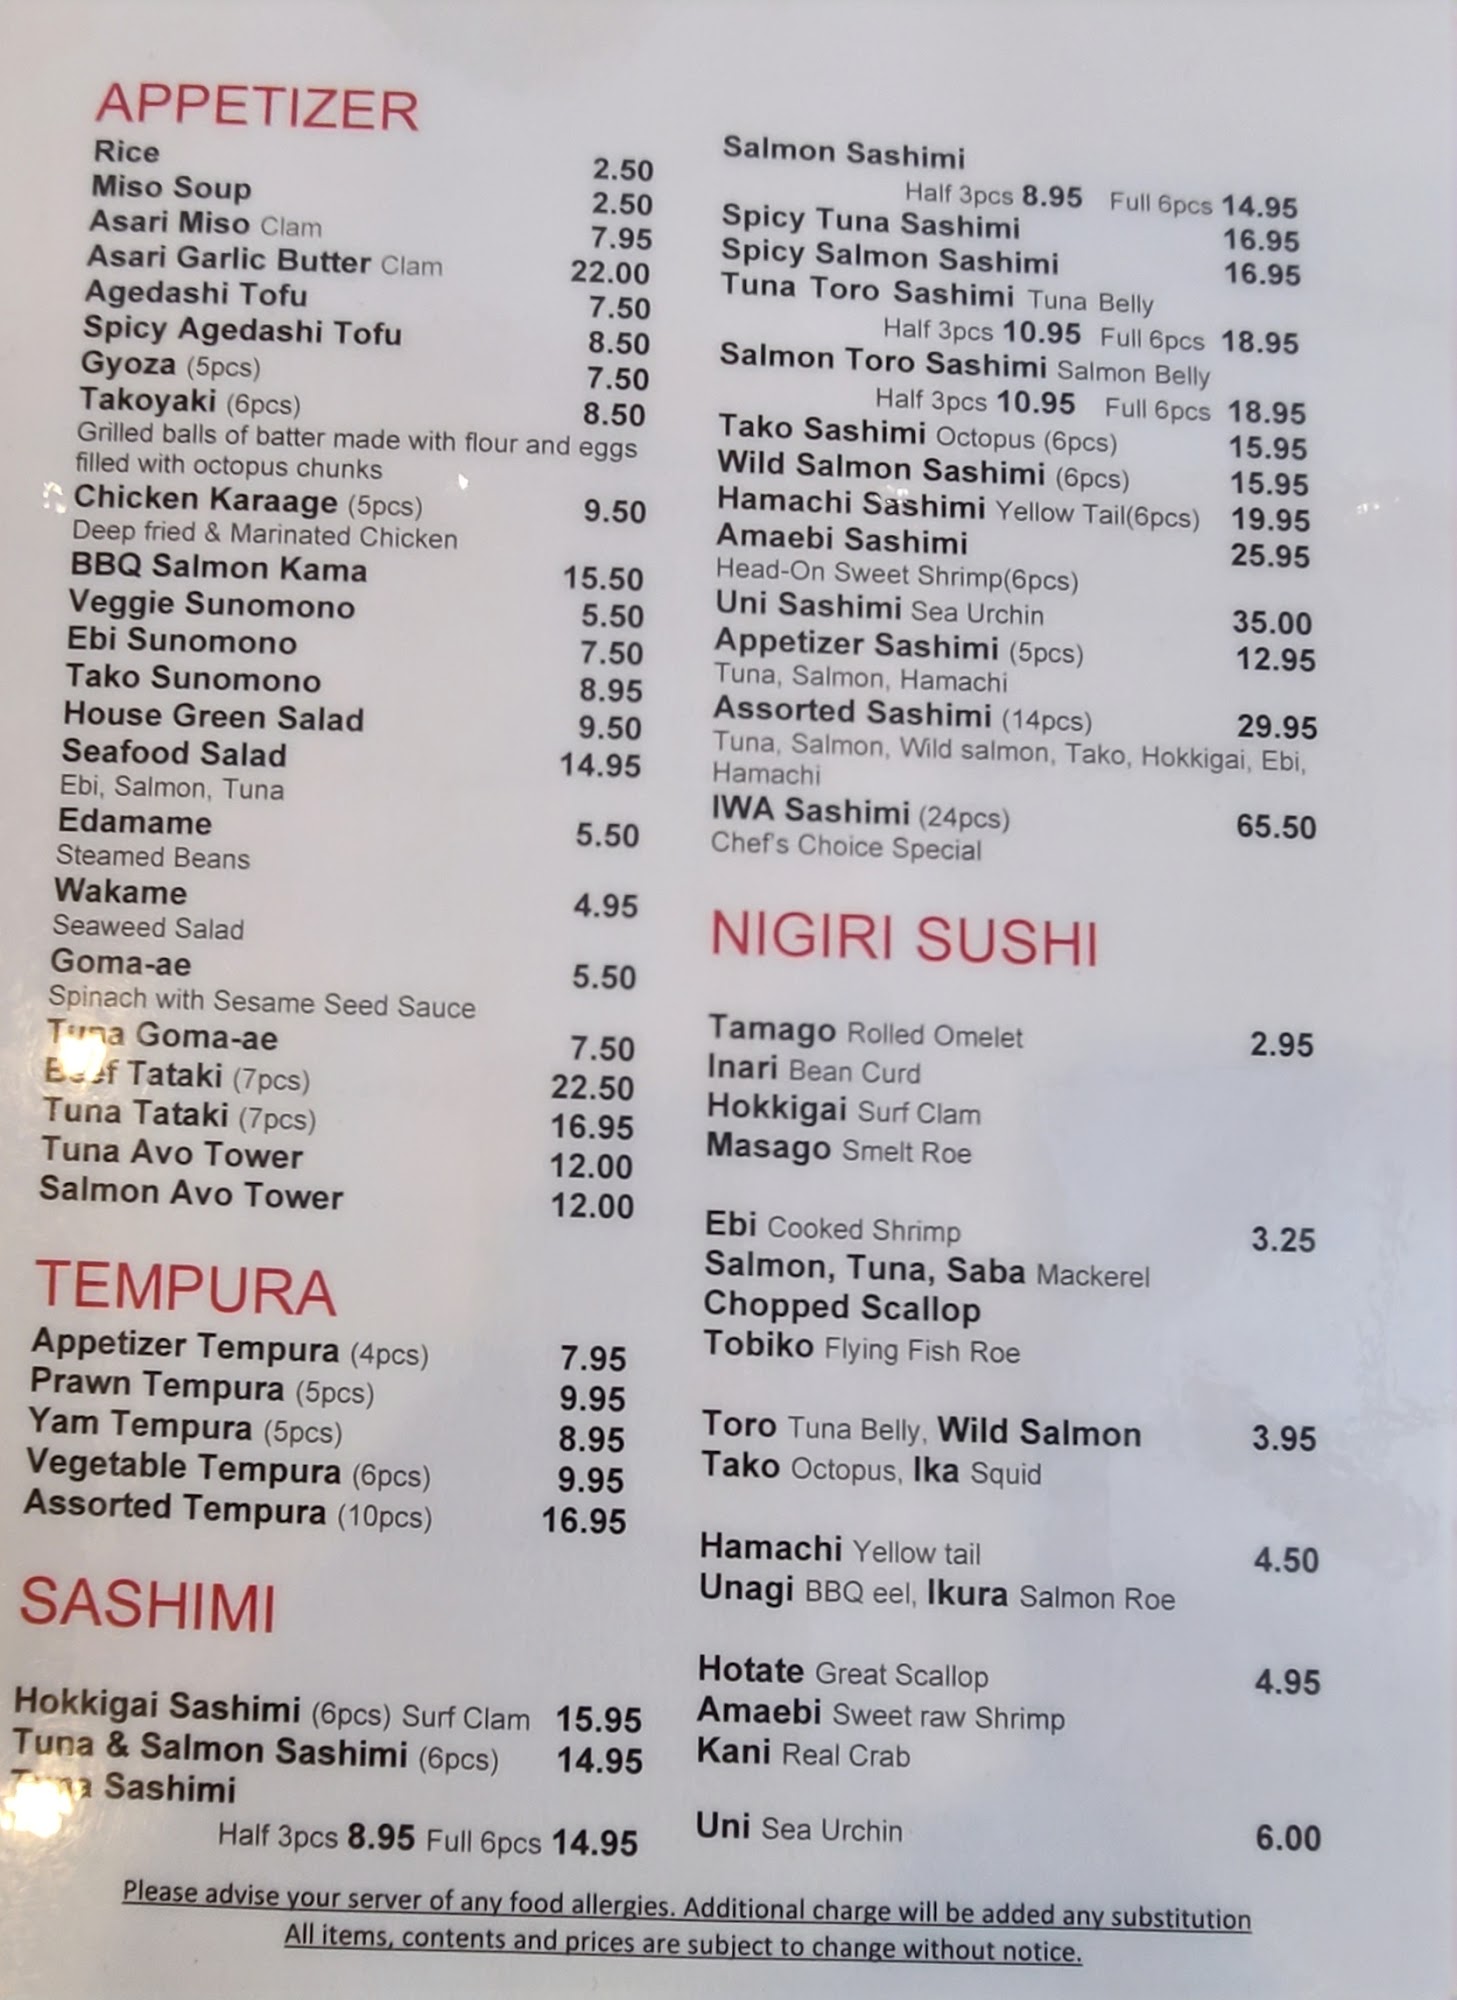 APPETIZER
Rice 2.50
Miso Soup 2.50
Asari Miso Clam 7.95
Asari Garlic Butter Clam 22.00
Agedashi Tofu 7.50
Spicy Agedashi Tofu 8.50
Gyoza (5pcs) 7.50
Takoyaki (6pcs) 8.50
Grilled balls of batter made with flour and eggs
filled with octopus chunks
Chicken Karaage (5pcs) 9.50
Deep fried & Marinated Chicken
BBQ Salmon Kama 15.50
Veggie Sunomono 5.50
Ebi Sunomono 7.50
Tako Sunomono 8.95
House Green Salad 9.50
Seafood Salad 14.95
Ebi, Salmon, Tuna
Edamame 5.50
Steamed Beans
Wakame 4.95
Seaweed Salad
Goma-ae 5.50
Spinach with Sesame Seed Sauce
Tuna Goma-ae 7.50
Beef Tataki (7pcs) 22.50
Tuna Tataki (7pcs) 16.95
Tuna Avo Tower 12.00
Salmon Avo Tower 12.00
TEMPURA
Appetizer Tempura (4pcs) 7.95
Prawn Tempura (5pcs) 9.95
Yam Tempura (5pcs) 8.95
Vegetable Tempura (6pcs) 9.95
Assorted Tempura (10pcs) 16.95
SASHIMI
Hokkigai Sashimi (6pcs) Surf Clam 15.95
Tuna & Salmon Sashimi (6pcs) 14.95
Tuna Sashimi
Half 3pcs 8.95 Full 6pcs 14.95
Salmon Sashimi
Half 3pcs 8.95 Full 6pcs 14.95
Spicy Tuna Sashimi 16.95
Spicy Salmon Sashimi 16.95
Tuna Toro Sashimi Tuna Belly
Half 3pcs 10.95 Full 6pcs 18.95
Salmon Toro Sashimi Salmon Belly
Half 3pcs 10.95 Full 6pcs 18.95
Tako Sashimi Octopus (6pcs) 15.95
Wild Salmon Sashimi (6pcs) 15.95
Hamachi Sashimi Yellow Tail(6pcs) 19.95
Amaebi Sashimi 25.95
Head-On Sweet Shrimp(6pcs)
Uni Sashimi Sea Urchin 35.00
Appetizer Sashimi (5pcs) 12.95
Tuna, Salmon, Hamachi
Assorted Sashimi (14pcs) 29.95
Tuna, Salmon, Wild salmon, Tako, Hokkigai, Ebi,
Hamachi
IWA Sashimi (24pcs) 65.50
Chef's Choice Special
NIGIRI SUSHI
Tamago Rolled Omelet 2.95
Inari Bean Curd
Hokkigai Surf Clam
Masago Smelt Roe
Ebi Cooked Shrimp 3.25
Salmon, Tuna, Saba Mackerel
Chopped Scallop
Tobiko Flying Fish Roe
Toro Tuna Belly, Wild Salmon 3.95
Tako Octopus, Ika Squid
Hamachi Yellow tail 4.50
Unagi BBQ eel, Ikura Salmon Roe
Hotate Great Scallop 4.95
Amaebi Sweet raw Shrimp
Kani Real Crab
Uni Sea Urchin 6.00
Please advise your server of any food allergies. Additional charge will be added any substitution
All items, contents and prices are subject to change without notice.